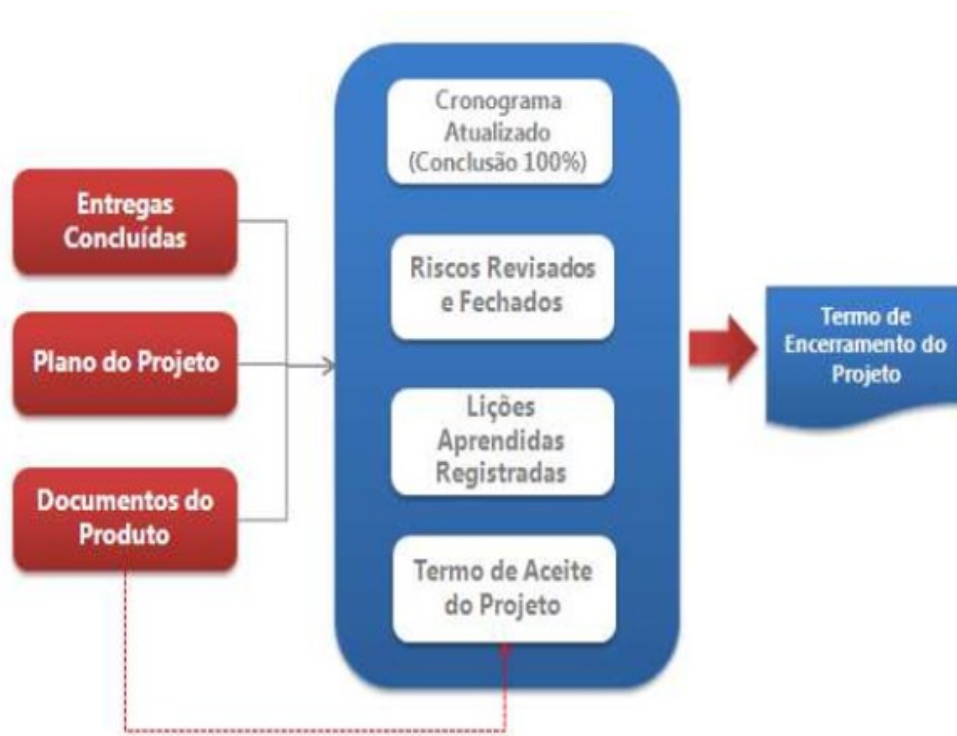 Entregas
Concluídas
Plano do Projeto
Documentos do
Produto
Cronograma
Atualizado
(Conclusão 100%)
Riscos Revisados
e Fechados
Lições
Aprendidas
Registradas
Termo de Aceite
do Projeto
Termo de
Encerramento do
Projeto